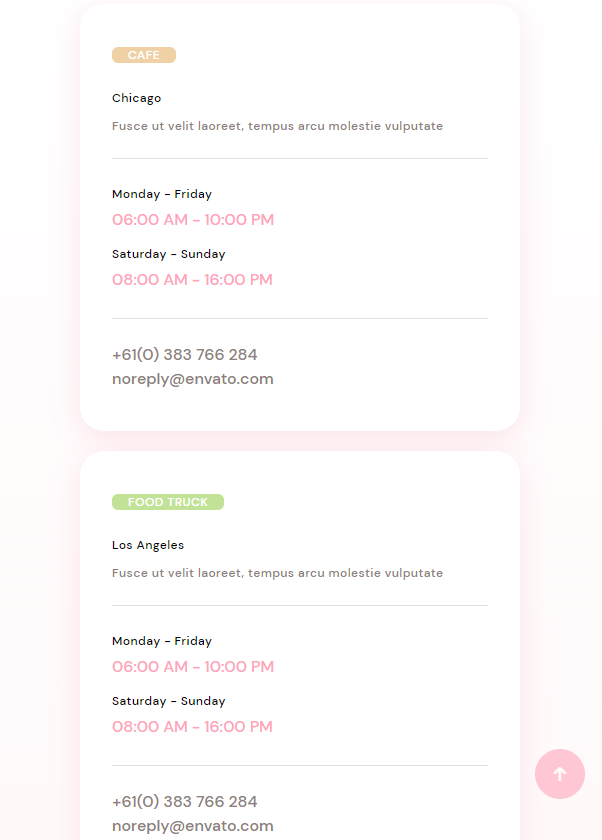 CAFE
Chicago
Fusce ut velit laoreet, tempus arcu molestie vulputate
Monday - Friday
06:00 AM - 10:00 PM
Saturday - Sunday
08:00 AM - 16:00 PM
+61(0) 383 766 284
noreply@envato.com
FOOD TRUCK
Los Angeles
Fusce ut velit laoreet, tempus arcu molestie vulputate
Monday - Friday
06:00 AM - 10:00 PM
Saturday - Sunday
08:00 AM - 16:00 PM
+61(0) 383 766 284
noreply@envato.com